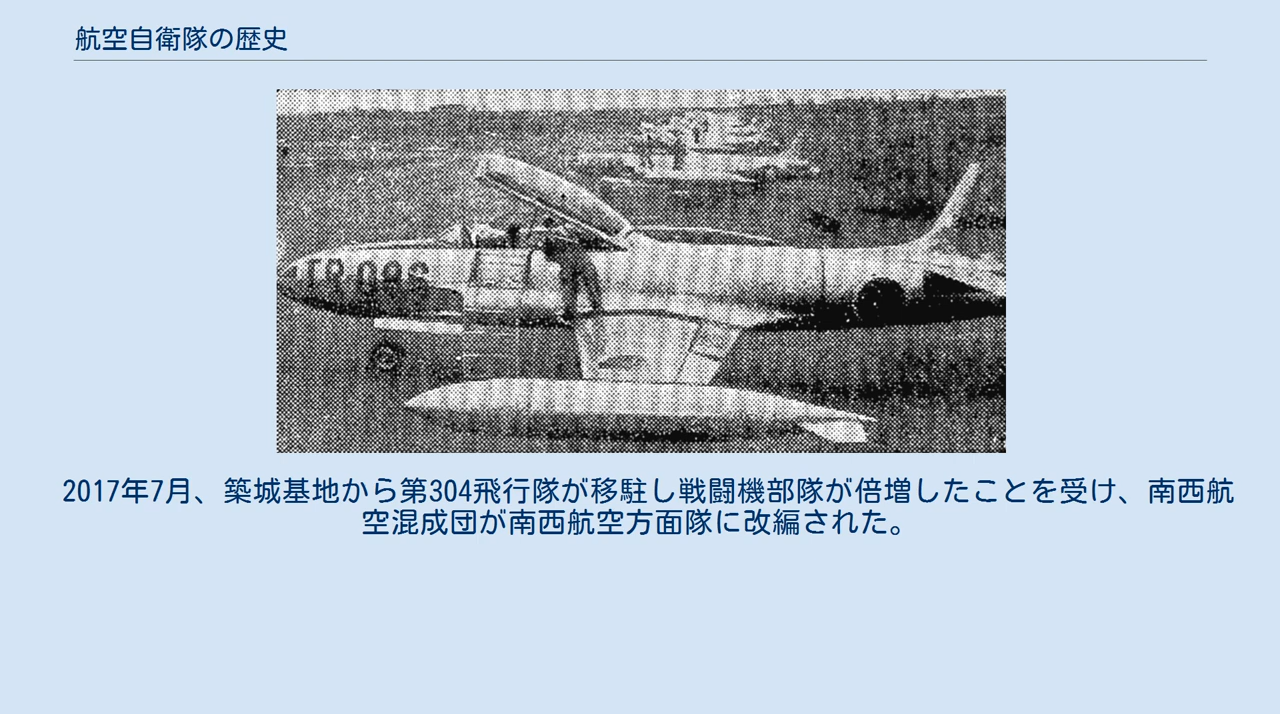 航空自衛隊の歴史
2017年7月、築城基地から第304飛行隊が移駐し戦闘機部隊が倍増したことを受け、南西航
空混成団が南西航空方面隊に改編された。